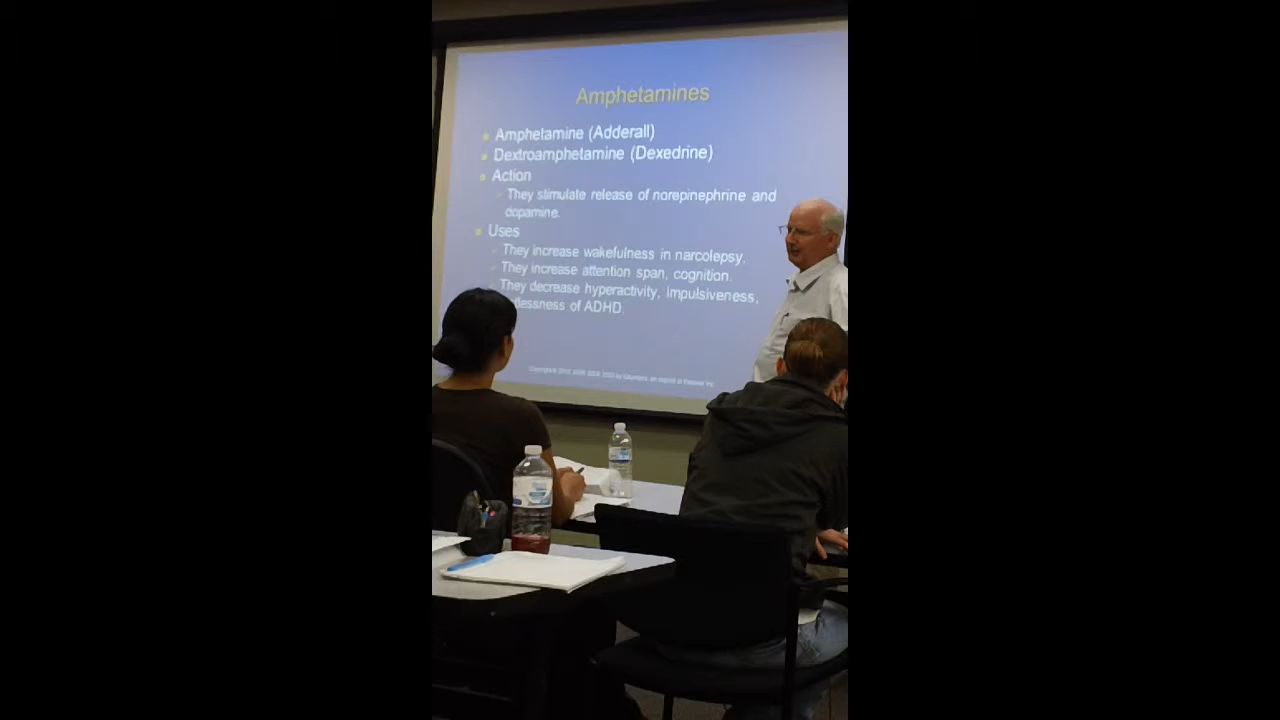 Amphetamines
Amphetamine (Adderall)
Dextroamphetamine (Dexedrine)
Action
They stimulate release of norepinephrine and
dopamine.
Uses
They increase wakefulness in narcolepsy.
They increase attention span, cognition.
They decrease hyperactivity, impulsiveness,
of ADHD.